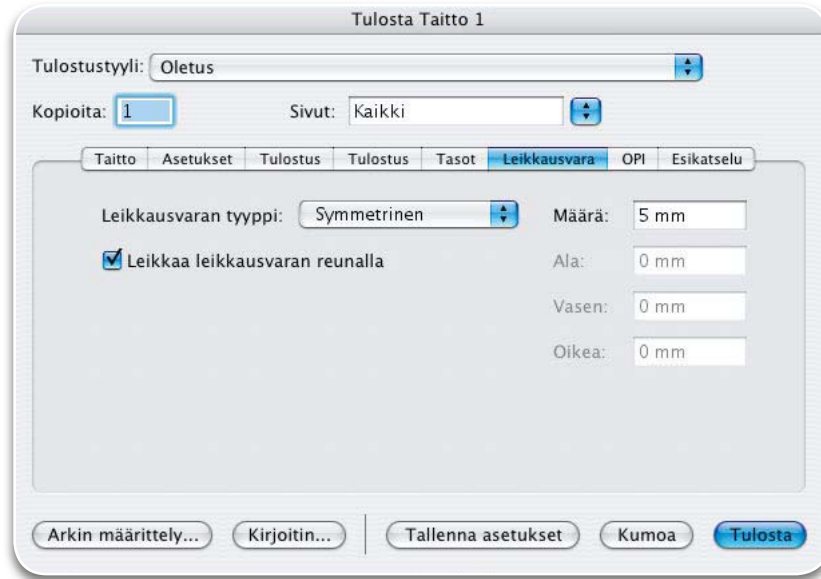 Tulosta Taitto 1
Tulostustyyli: Oletus
Kopioita: 1 Sivut: Kaikki
Taitto Asetukset Tulostus Tulostus Tasot Leikkausvara OPI Esikatselu
Leikkausvaran tyyppi: Symmetrinen Määrä: 5 mm
Leikkaa leikkausvaran reunalla Ala: 0 mm
Vasen: 0 mm
Oikea: 0 mm
Arkin määrittely... Kirjoitin... Tallenna asetukset Kumoa Tulosta